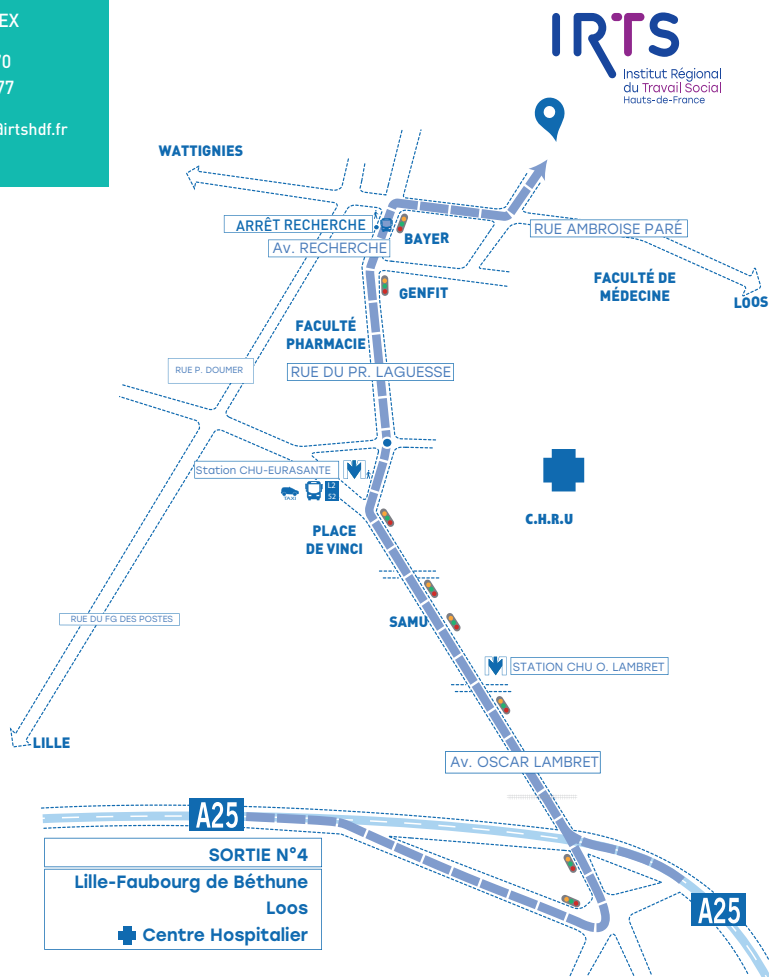 EX
70
77
@irtshdf.fr
IRTS
Institut Régional
du Travail Social
Hauts-de-France
WATTIGNIES
ARRÊT RECHERCHE
BAYER
RUE AMBROISE PARÉ
Av. RECHERCHE
FACULTÉ DE
MÉDECINE
LOOS
GENFIT
FACULTÉ
PHARMACIE
RUE P. DOUMER
RUE DU PR. LAGUESSE
Station CHU-EURASANTE
TAXI
L2
52
C.H.R.U
PLACE
DE VINCI
SAMU
RUE DU FG DES POSTES
STATION CHU O. LAMBRET
LILLE
Av. OSCAR LAMBRET
A25
SORTIE N°4
Lille-Faubourg de Béthune
Loos
Centre Hospitalier
A25